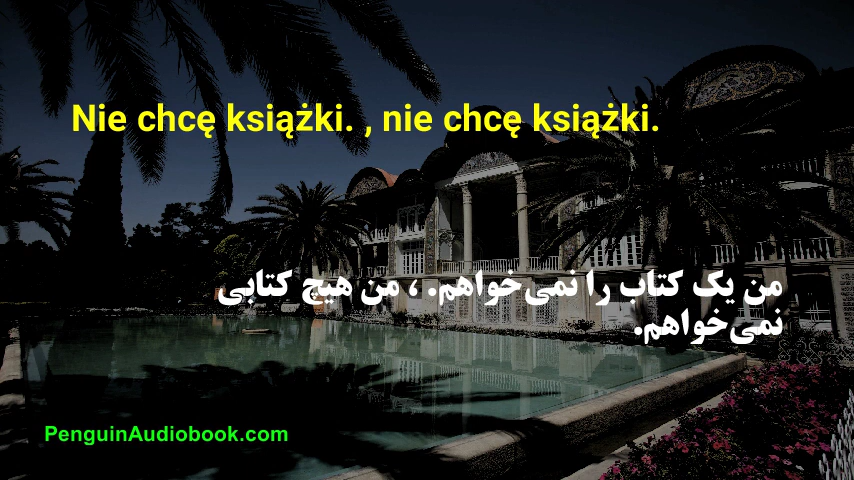 Nie chcę książki. , nie chcę książki.
من یک کتاب را نمی‌خواهم. ، من هیچ کتابی
نمی‌خواهم.
PenguinAudiobook.com